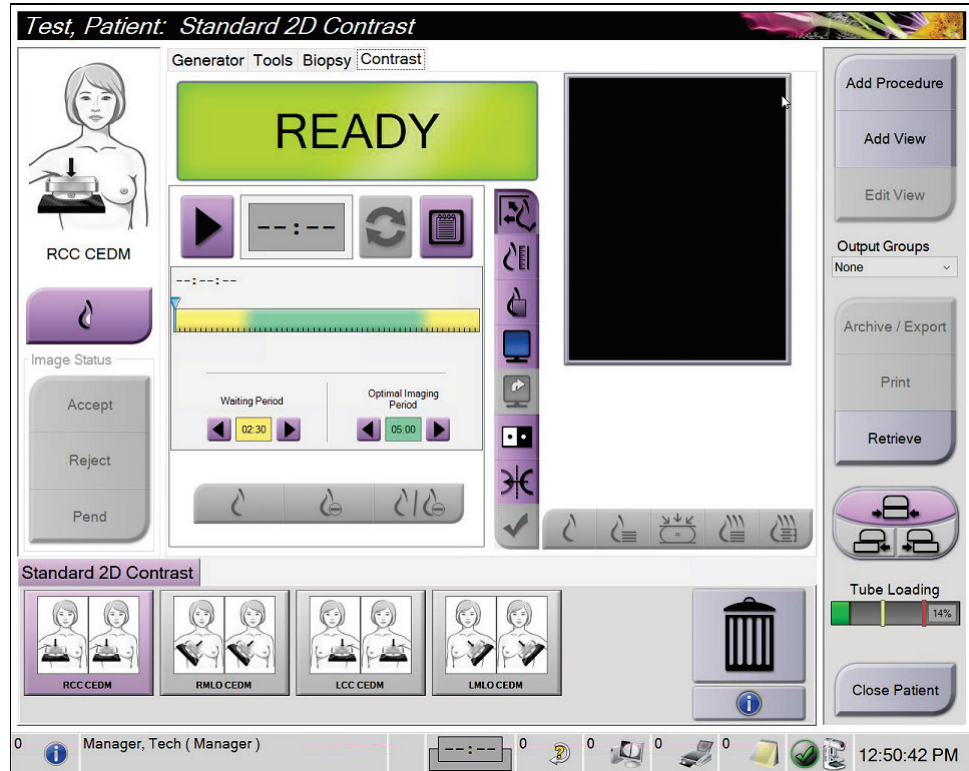 Test, Patient: Standard 2D Contrast
Generator Tools Biopsy Contrast
READY
--:--
--:--:--
Waiting Period
Optimal Imaging
Period
02:30
05:00
RCC CEDM
Image Status
Accept
Reject
Pend
Add Procedure
Add View
Edit View
Output Groups
None
Archive / Export
Print
Retrieve
Tube Loading
14%
Close Patient
Standard 2D Contrast
RCC CEDM
RMLO CEDM
LCC CEDM
LMLO CEDM
0 Manager, Tech ( Manager ) --:-- 0 0 0 0 12:50:42 PM